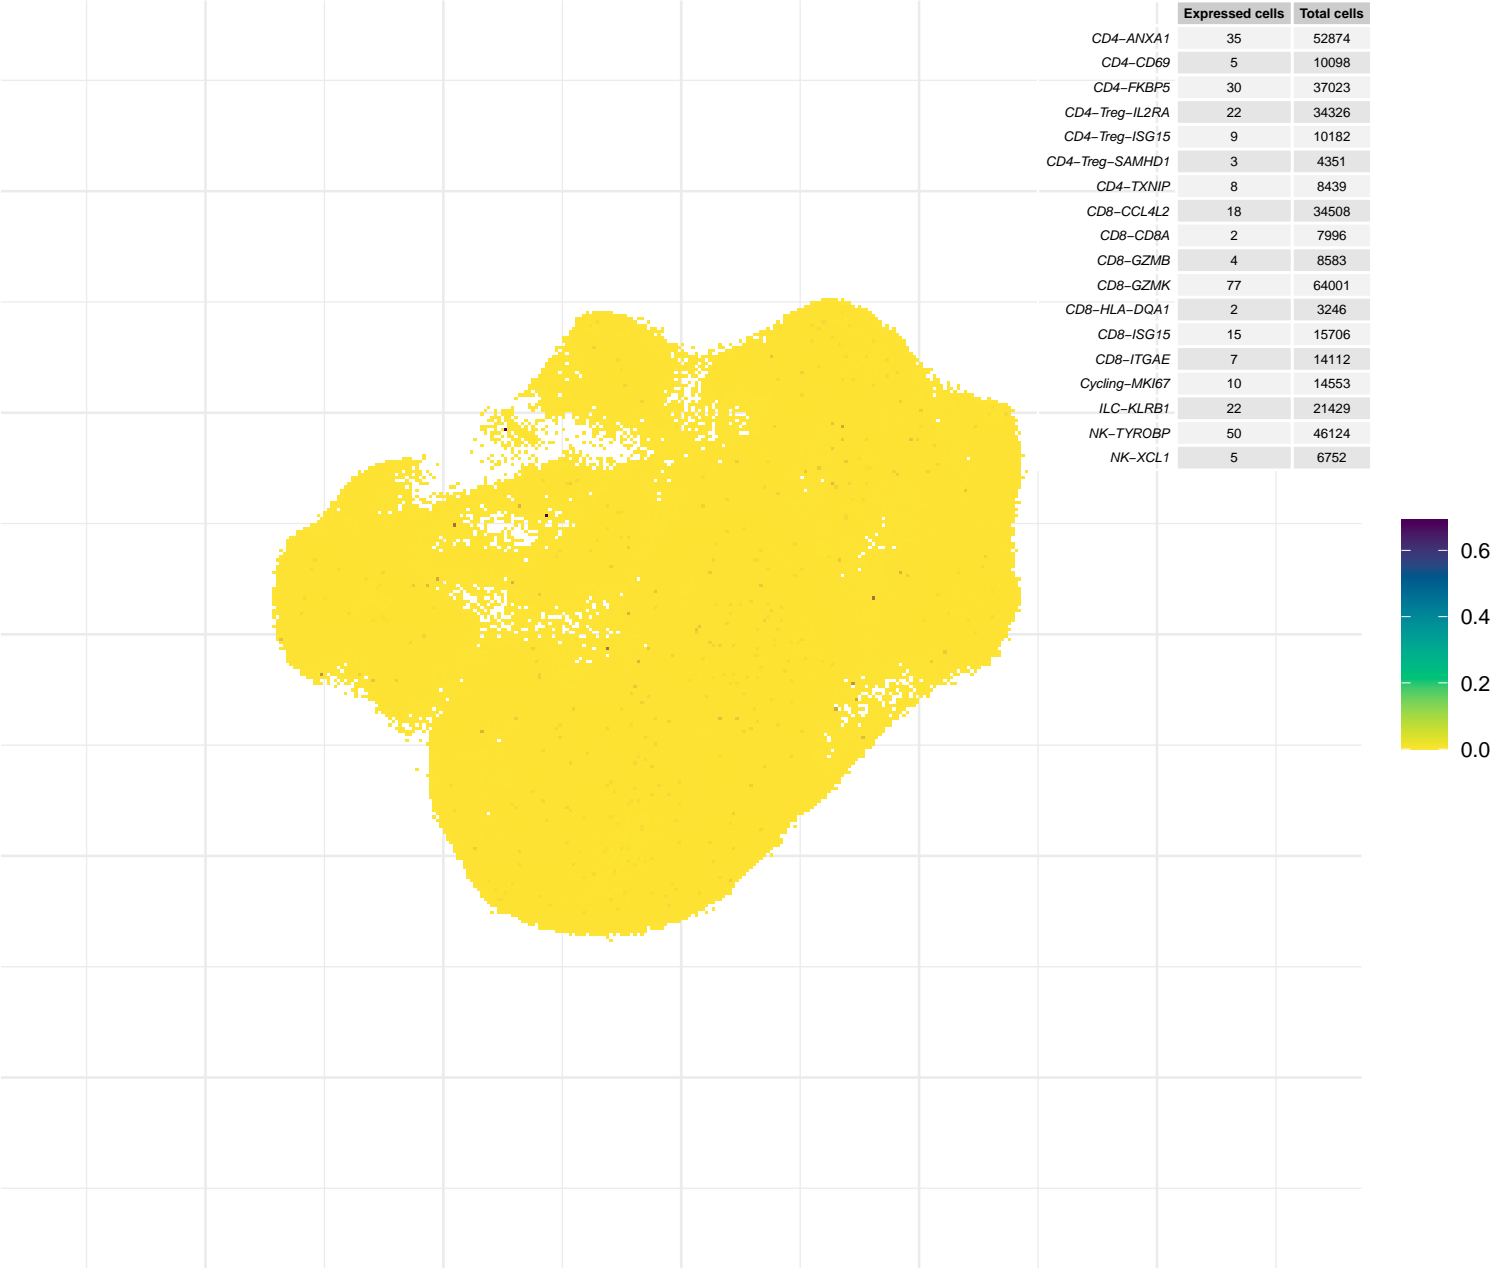 Expressed cells Total cells
CD4−ANXA1 35 52874
CD4−CD69 5 10098
CD4−FKBP5 30 37023
CD4−Treg−IL2RA 22 34326
CD4−Treg−ISG15 9 10182
CD4−Treg−SAMHD1 3 4351
CD4−TXNIP 8 8439
CD8−CCL4L2 18 34508
CD8−CD8A 2 7996
CD8−GZMB 4 8583
CD8−GZMK 77 64001
CD8−HLA−DQA1 2 3246
CD8−ISG15 15 15706
CD8−ITGAE 7 14112
Cycling−MKI67 10 14553
ILC−KLRB1 22 21429
NK−TYROBP 50 46124
NK−XCL1 5 6752
0.6
0.4
0.2
0.0